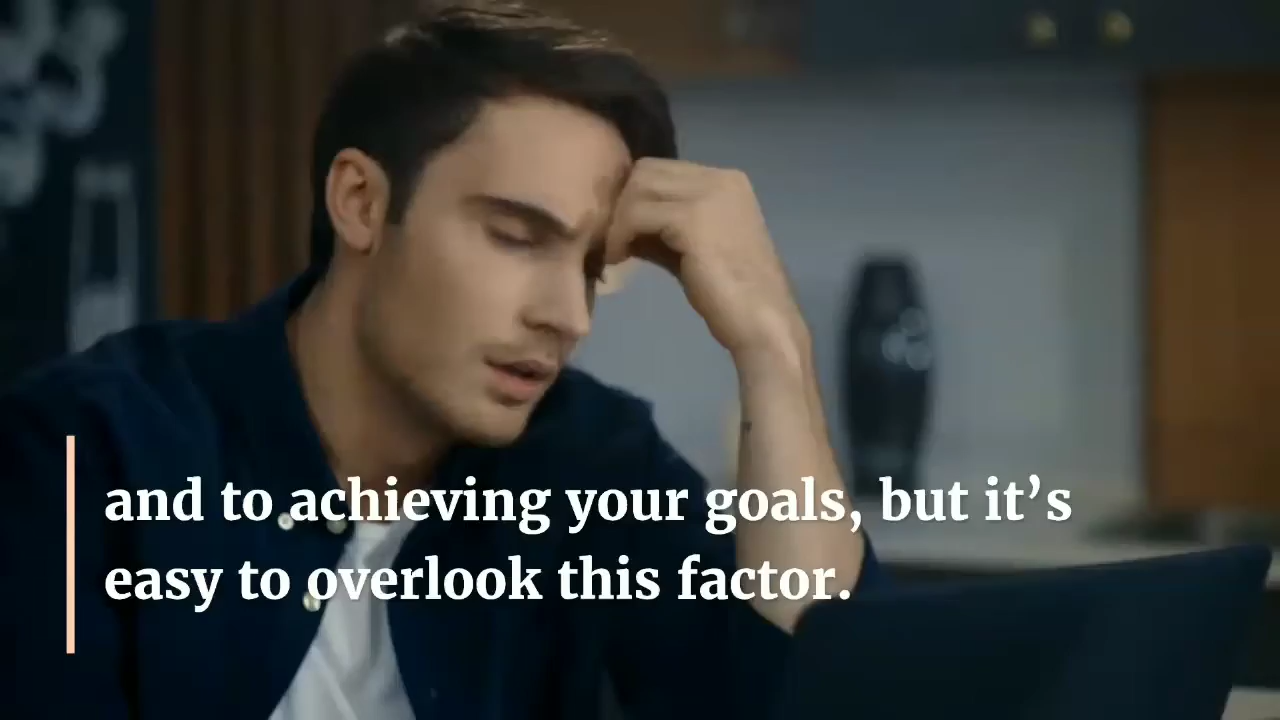 and to achieving your goals, but it’s
easy to overlook this factor.